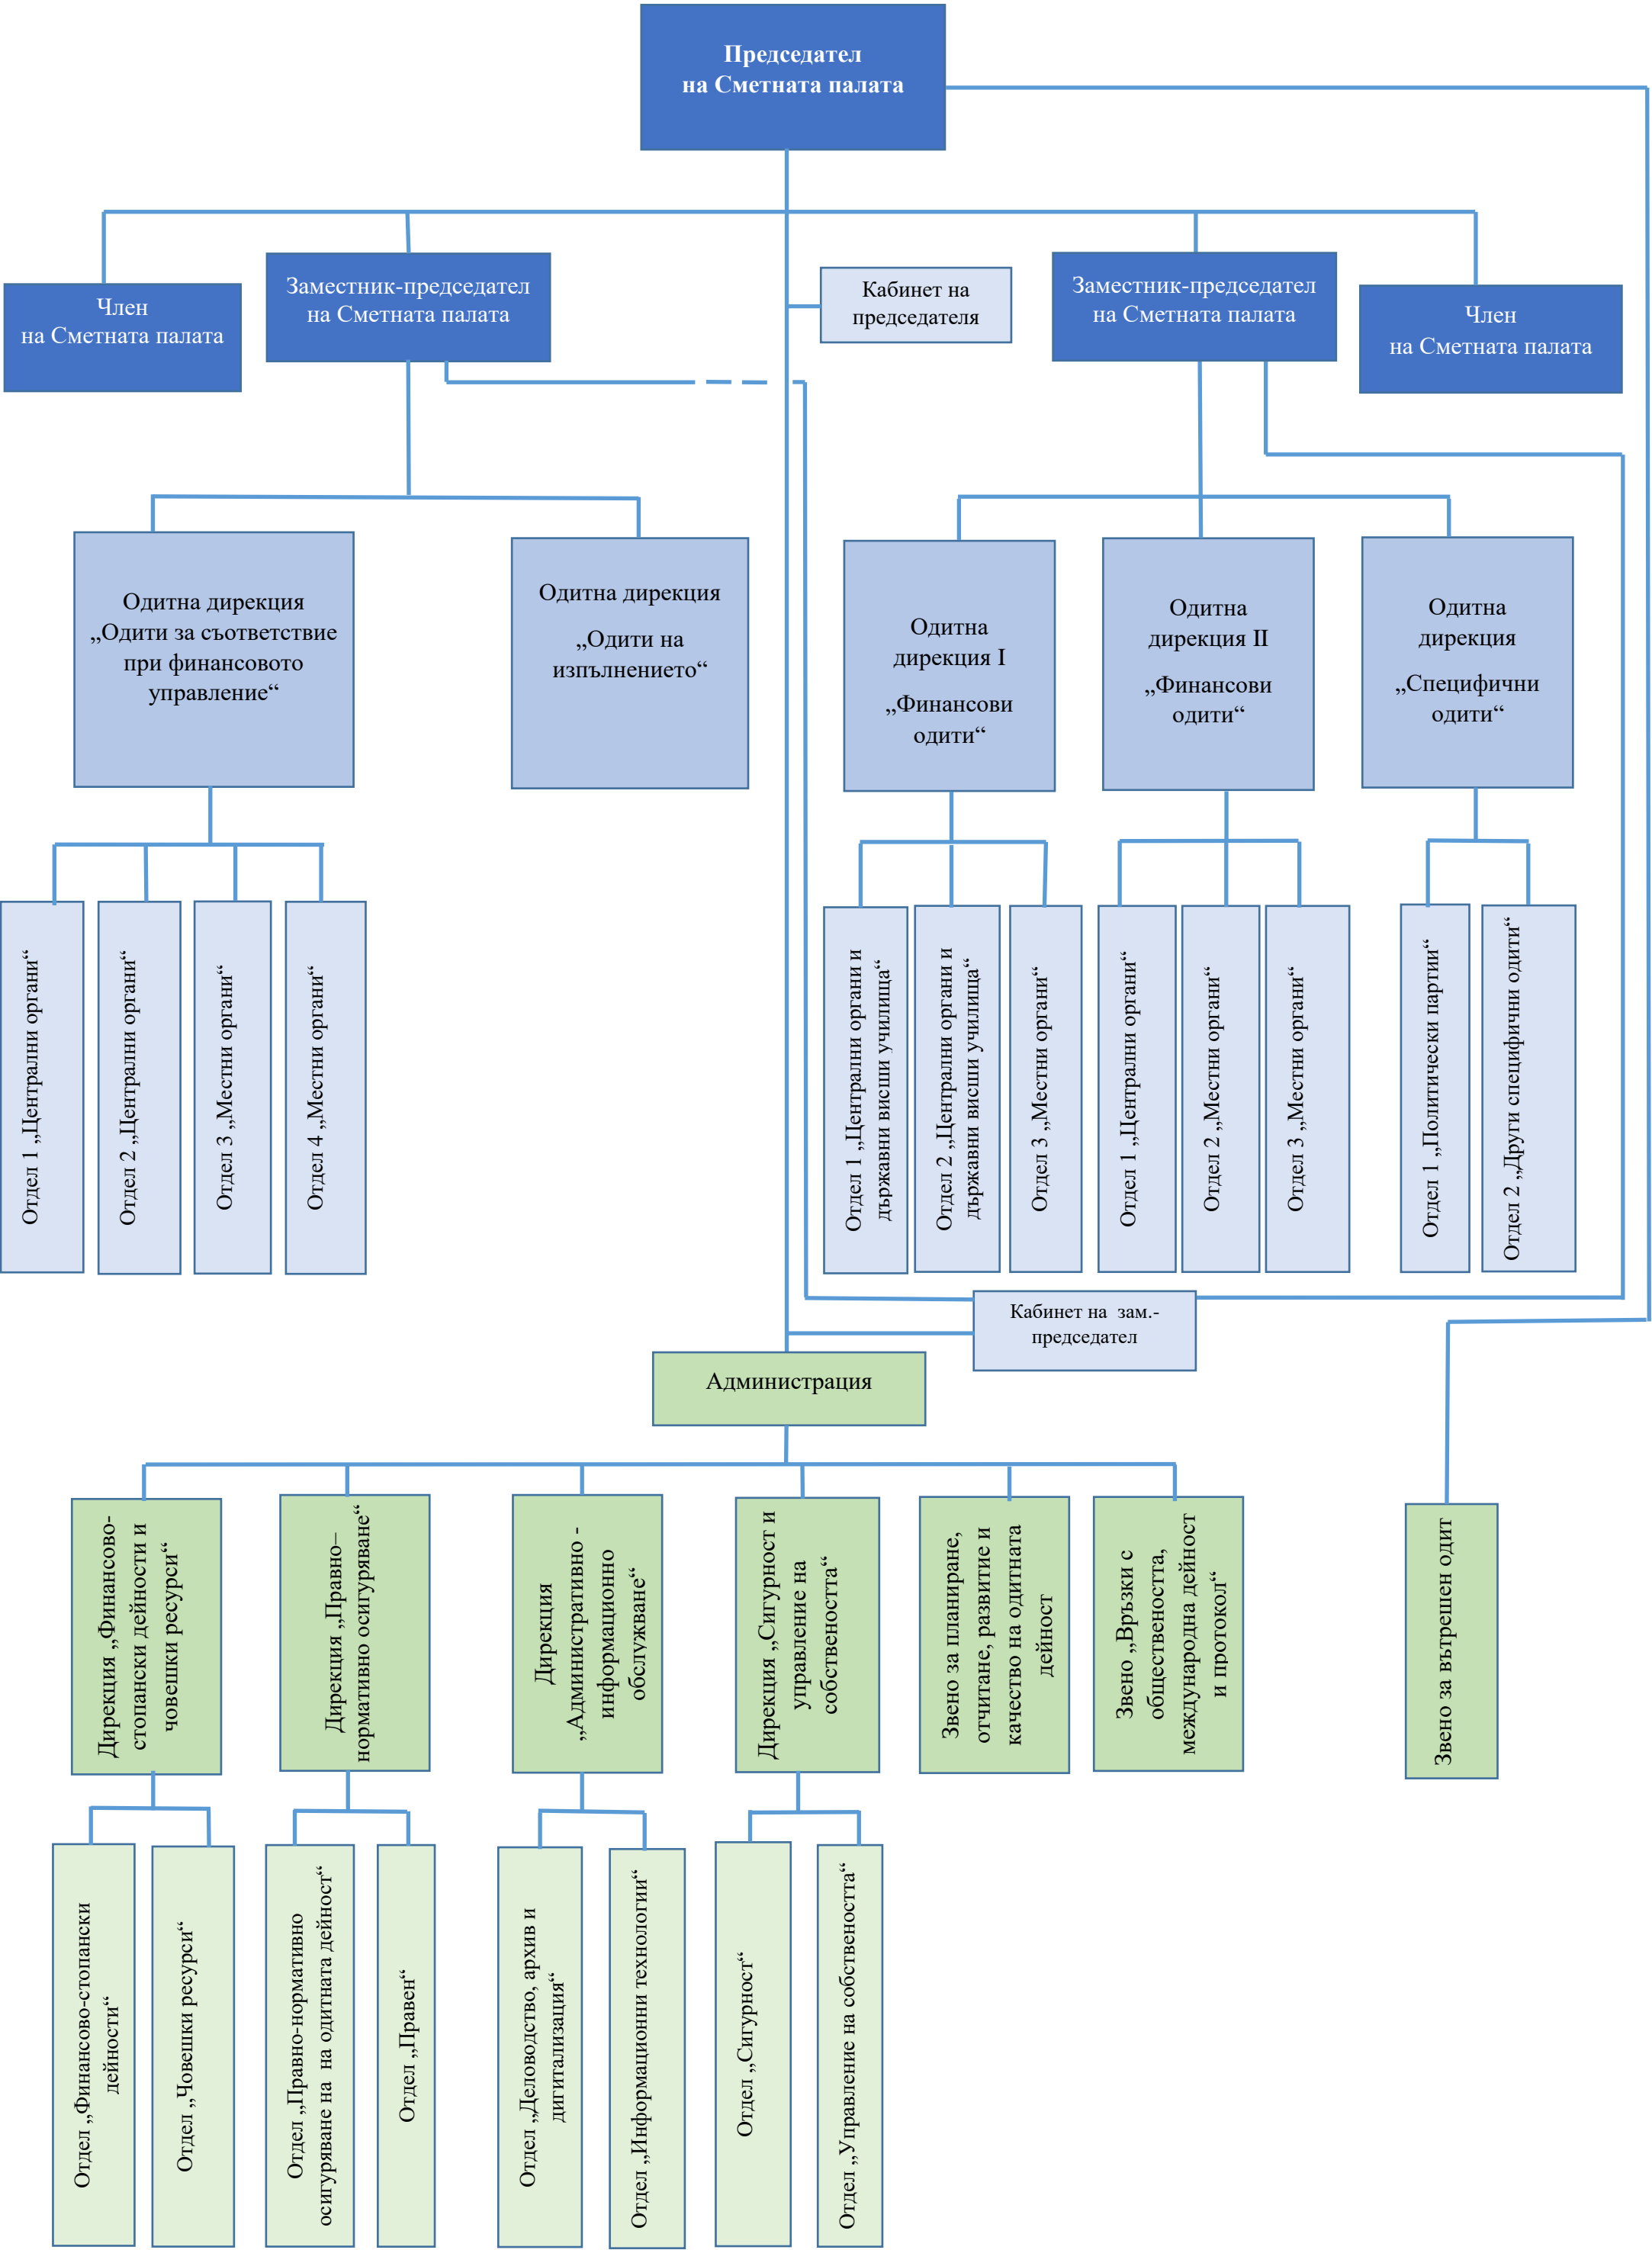 Председател
на Сметната палата
Член
на Сметната палата
Заместник-председател
на Сметната палата
Кабинет на
председателя
Заместник-председател
на Сметната палата
Член
на Сметната палата
Одитна дирекция
„Одити за съответствие
при финансовото
управление“
Одитна дирекция
„Одити на
изпълнението“
Одитна
дирекция I
„Финансови
одити“
Одитна
дирекция II
„Финансови
одити“
Одитна
дирекция
„Специфични
одити“
Отдел 1 „Централни органи“
Отдел 2 „Централни органи“
Отдел 3 „Местни органи“
Отдел 4 „Местни органи“
Отдел 1 „Централни органи и
държавни висши училища“
Отдел 2 „Централни органи и
държавни висши училища“
Отдел 3 „Местни органи“
Отдел 1 „Централни органи“
Отдел 2 „Местни органи“
Отдел 3 „Местни органи“
Отдел 1 „Политически партии“
Отдел 2 „Други специфични одити“
Кабинет на зам.-
председател
Администрация
Дирекция „Финансово-
стопански дейности и
човешки ресурси“
Дирекция „Правно–
нормативно осигуряване“
Дирекция
„Административно -
информационно
обслужване“
Дирекция „Сигурност и
управление на
собствеността“
Звено за планиране,
отчитане, развитие и
качество на одитната
дейност
Звено „Връзки с
обществеността,
международна дейност
и протокол“
Звено за вътрешен одит
Отдел „Финансово-стопански
дейности“
Отдел „Човешки ресурси“
Отдел „Правно-нормативно
осигуряване на одитната дейност“
Отдел „Правен“
Отдел „Деловодство, архив и
дигитализация“
Отдел „Информационни технологии“
Отдел „Сигурност“
Отдел „Управление на собствеността“